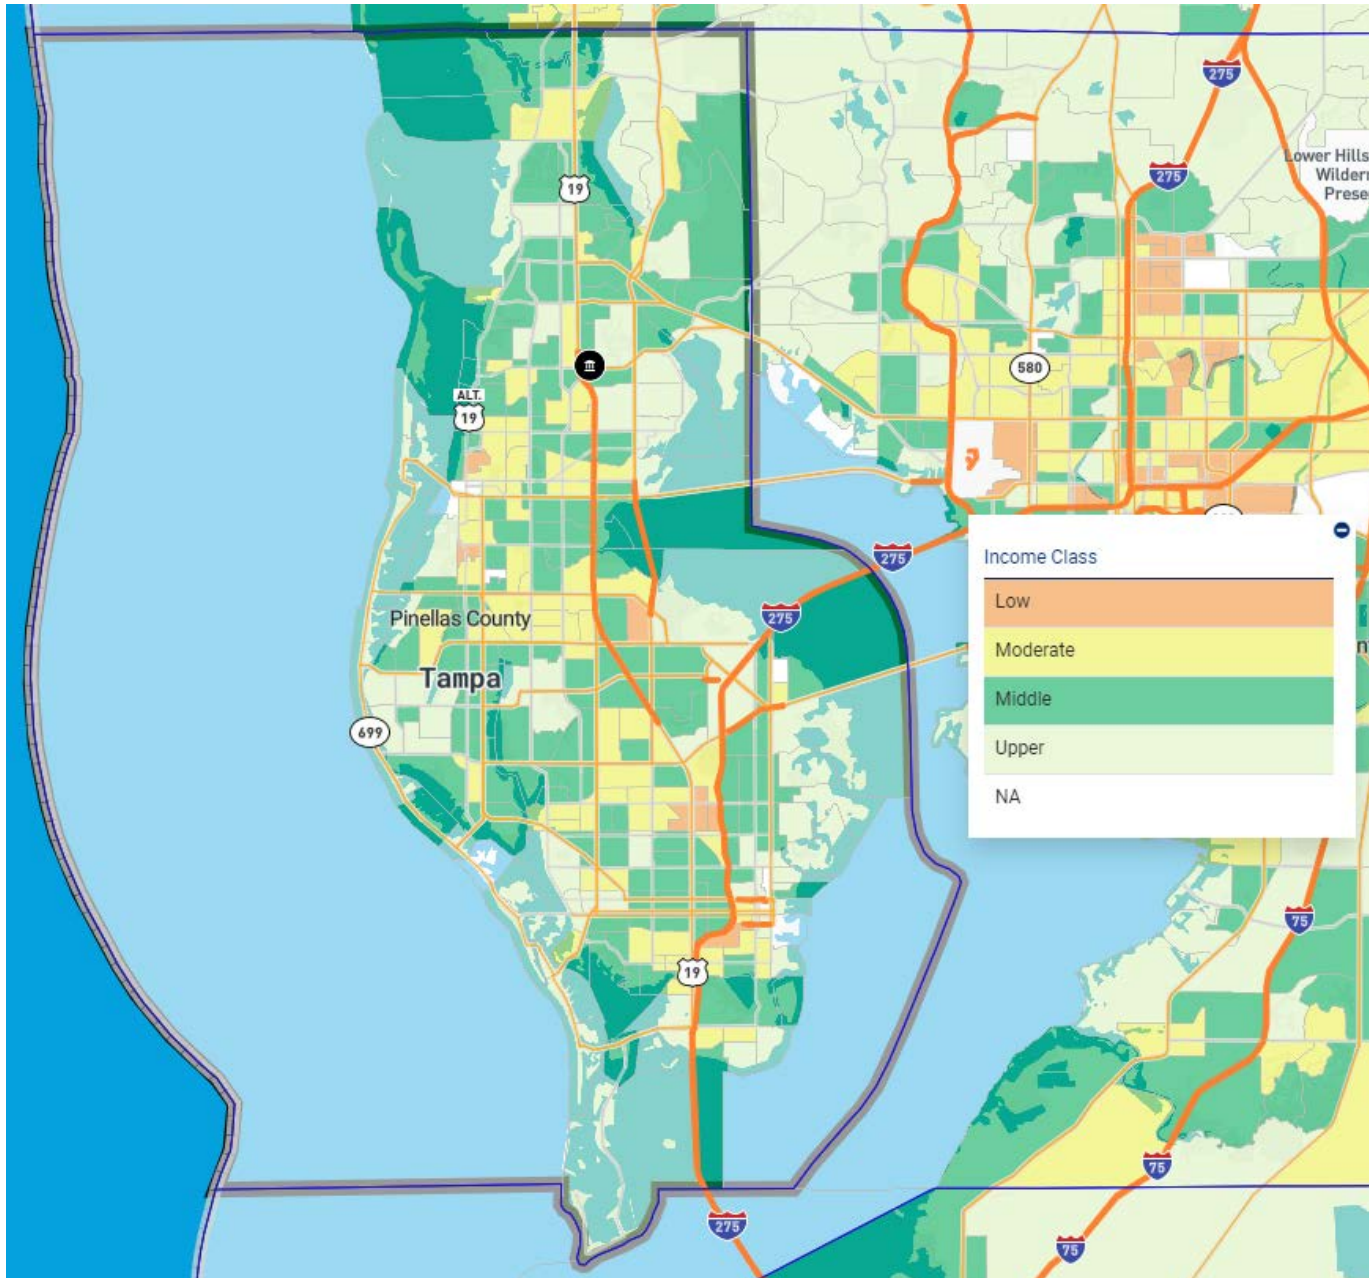 275
Lower Hills
Wilder
Prese
275
19
580
ALT.
19
275
275
Pinellas County
Tampa
699
Income Class
Low
Moderate
Middle
Upper
NA
75
19
75
275
75